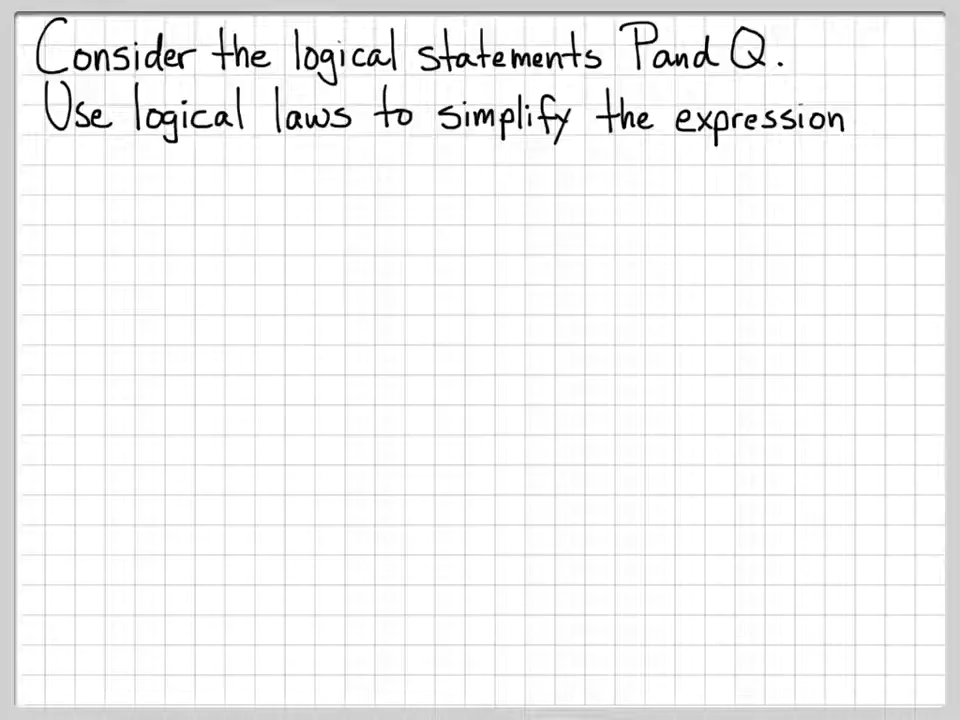 Consider the logical statements P and Q.
Use logical laws to simplify the expression